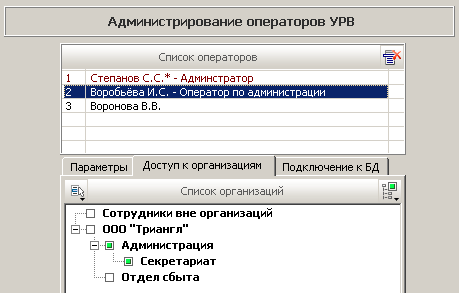 Администрирование операторов УРВ
Список операторов
1 Степанов С.С.* - Админстратор
2 Воробьёва И.С. - Оператор по администрации
3 Воронова В.В.
Параметры Доступ к организациям Подключение к БД
Список организаций
Сотрудники вне организаций
ООО "Триангл"
Администрация
Секретариат
Отдел сбыта